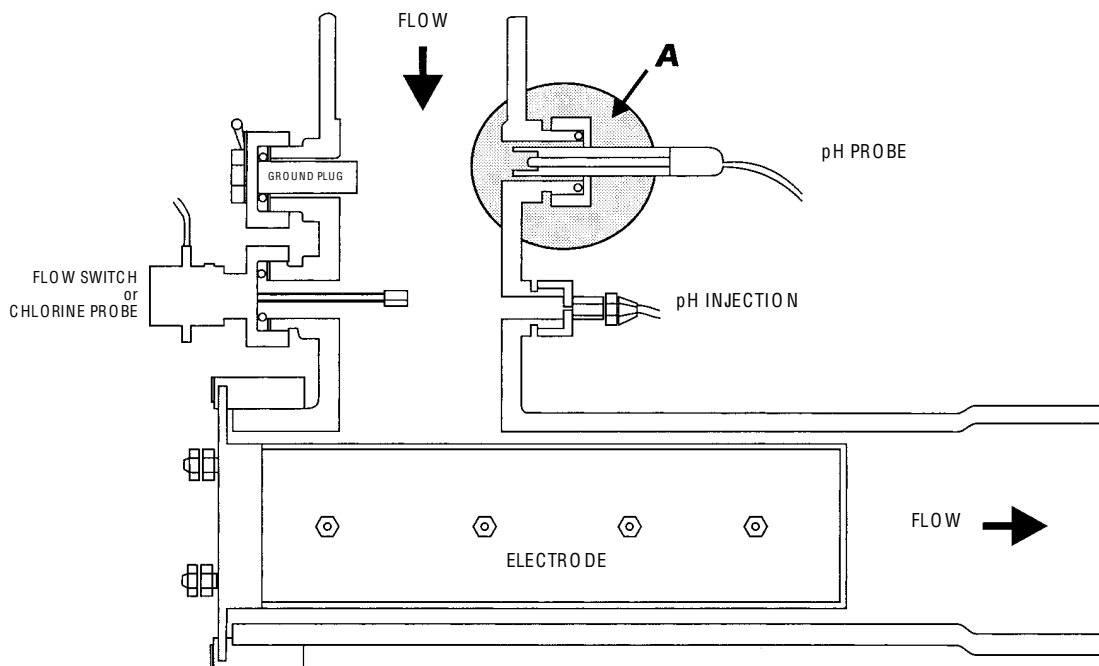 FLOW
A
pH PROBE
GROUND PLUG
FLOW SWITCH
or
CHLORINE PROBE
pH INJECTION
FLOW
ELECTRODE